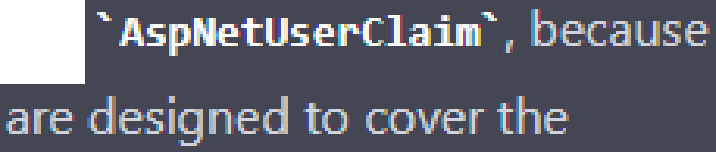 `AspNetUserClaim`, because
are designed to cover the